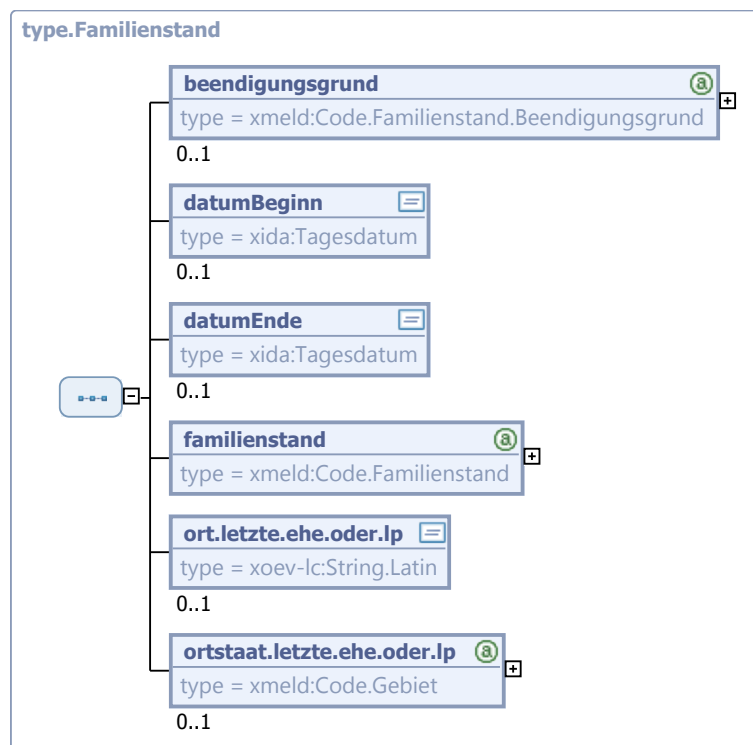 type.Familienstand
beendigungsgrund
type = xmeld:Code.Familienstand.Beendigungsgrund
0..1
datumBeginn
type = xida:Tagesdatum
0..1
datumEnde
type = xida:Tagesdatum
0..1
familienstand
type = xmeld:Code.Familienstand
ort.letzte.ehe.oder.lp
type = xoev-lc:String.Latin
0..1
ortstaat.letzte.ehe.oder.lp
type = xmeld:Code.Gebiet
0..1